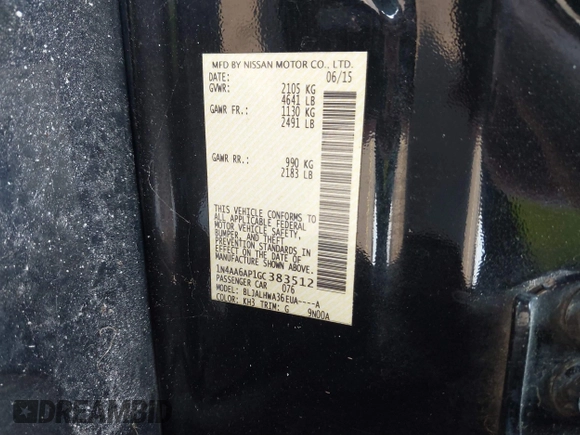 MFD BY NISSAN MOTOR CO., LTD.
DATE: 06/15
GVWR: 2105 KG
4641 LB
GAWR FR.: 1130 KG
2491 LB
GAWR RR.: 990 KG
2183 LB
THIS VEHICLE CONFORMS TO
ALL APPLICABLE FEDERAL
MOTOR VEHICLE SAFETY,
BUMPER, AND THEFT
PREVENTION STANDARDS IN
EFFECT ON THE DATE OF
MANUFACTURE SHOWN ABOVE.
1N4AA6AP1GC383512
PASSENGER CAR 076
MODEL: BLJALHWA36EUA----A
COLOR: KH3 TRIM: G 9N00A
DREAMBID